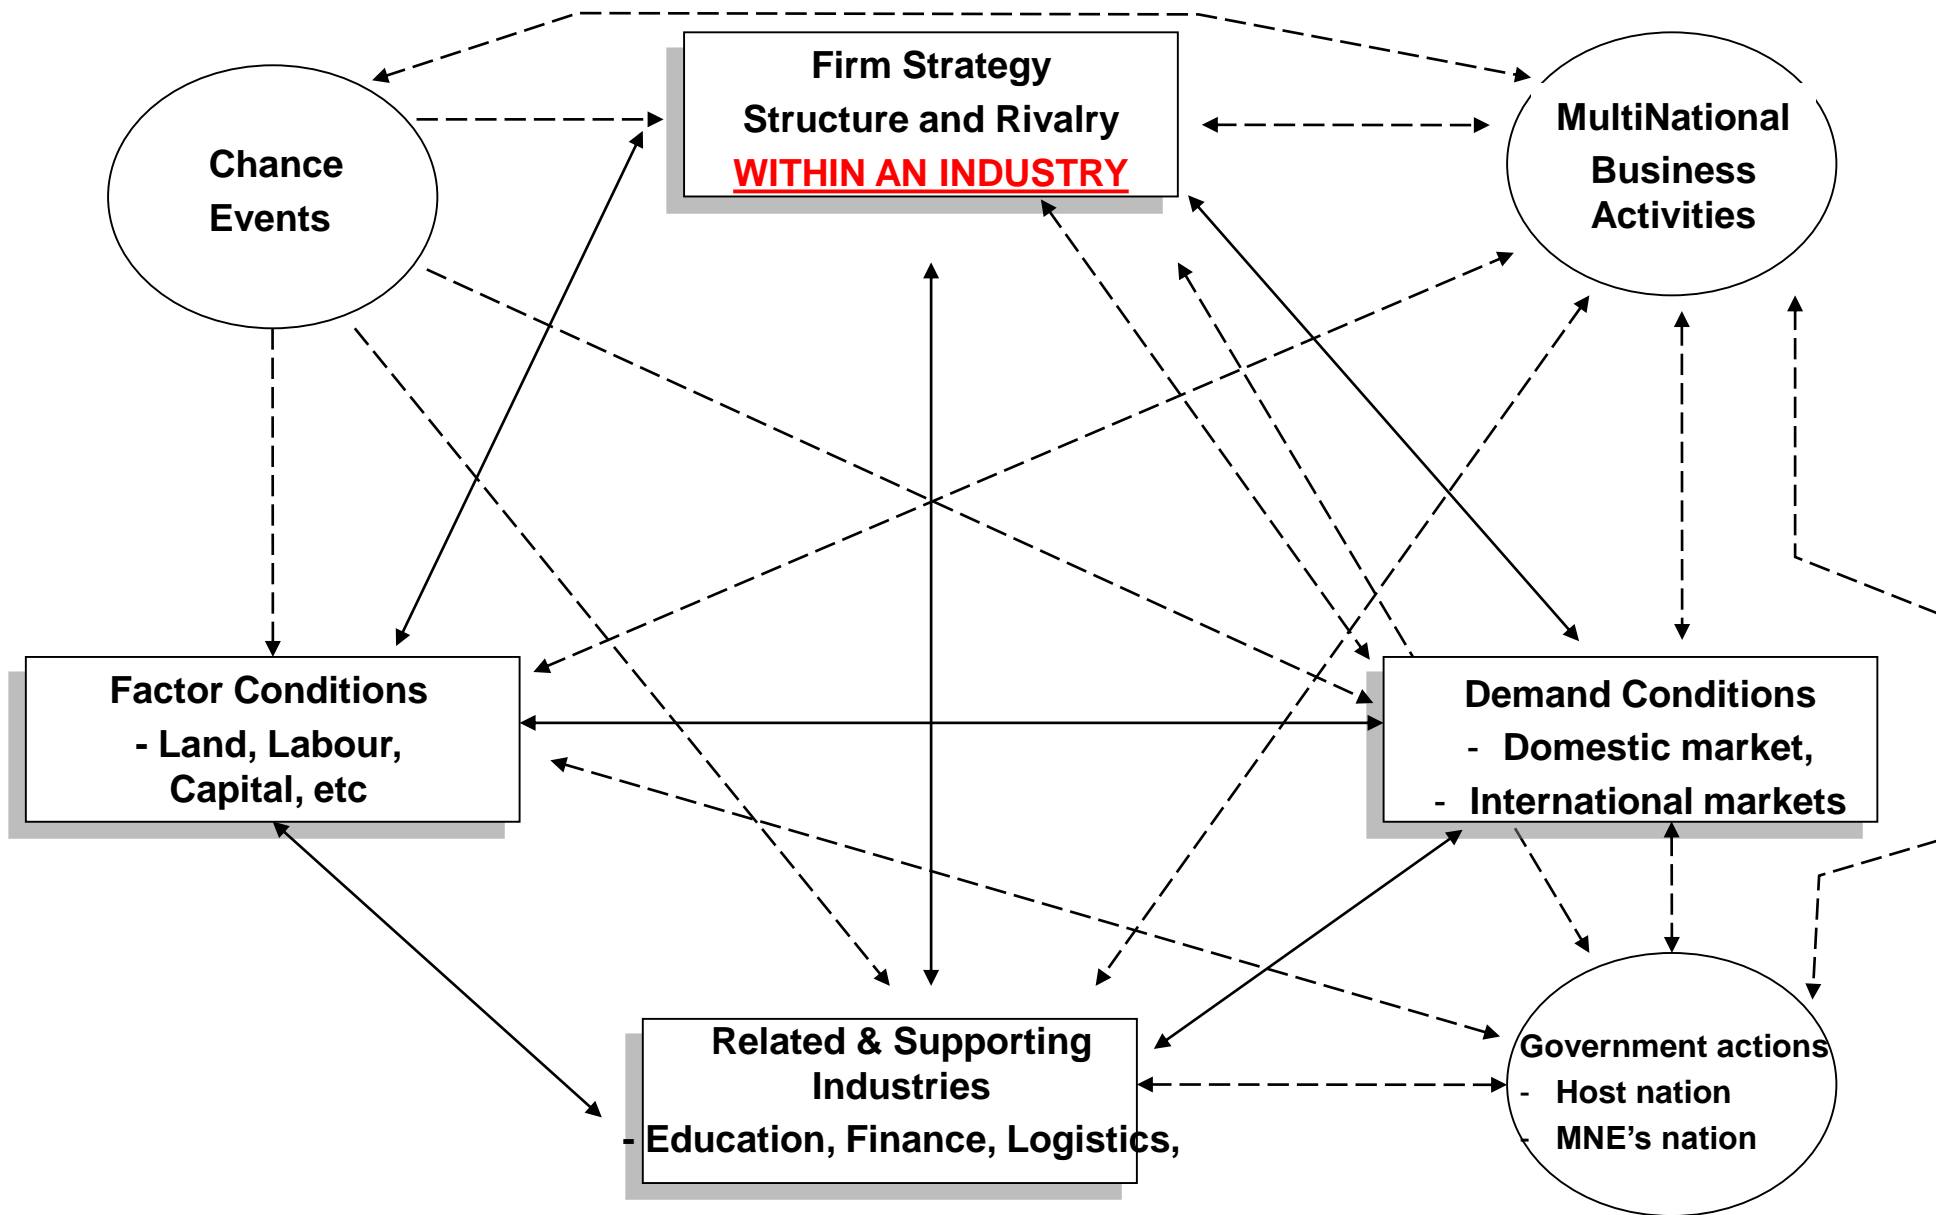 Firm Strategy
Structure and Rivalry
WITHIN AN INDUSTRY
Chance
Events
MultiNational
Business
Activities
Factor Conditions
- Land, Labour,
Capital, etc
Demand Conditions
- Domestic market,
- International markets
Related & Supporting
Industries
- Education, Finance, Logistics,
Government actions
- Host nation
- MNE’s nation